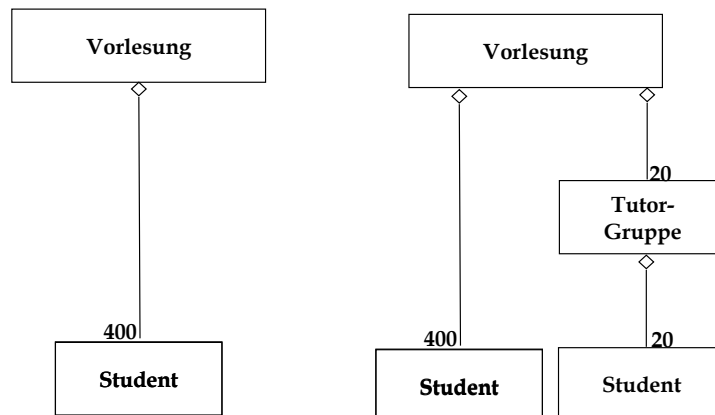 Vorlesung
400
Student
Vorlesung
20
Tutor-
Gruppe
400
Student
20
Student